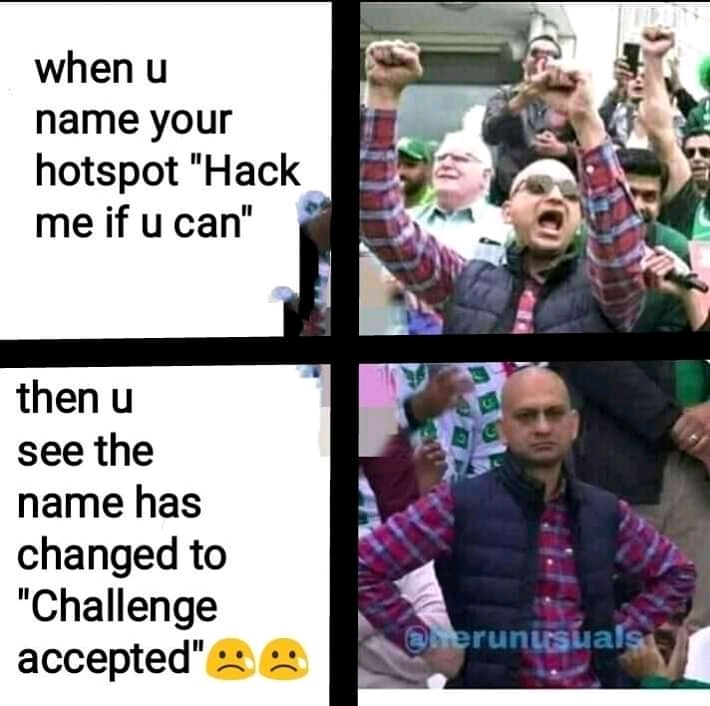 when u
name your
hotspot "Hack
me if u can"
then u
see the
name has
changed to
"Challenge
accepted"😢😢